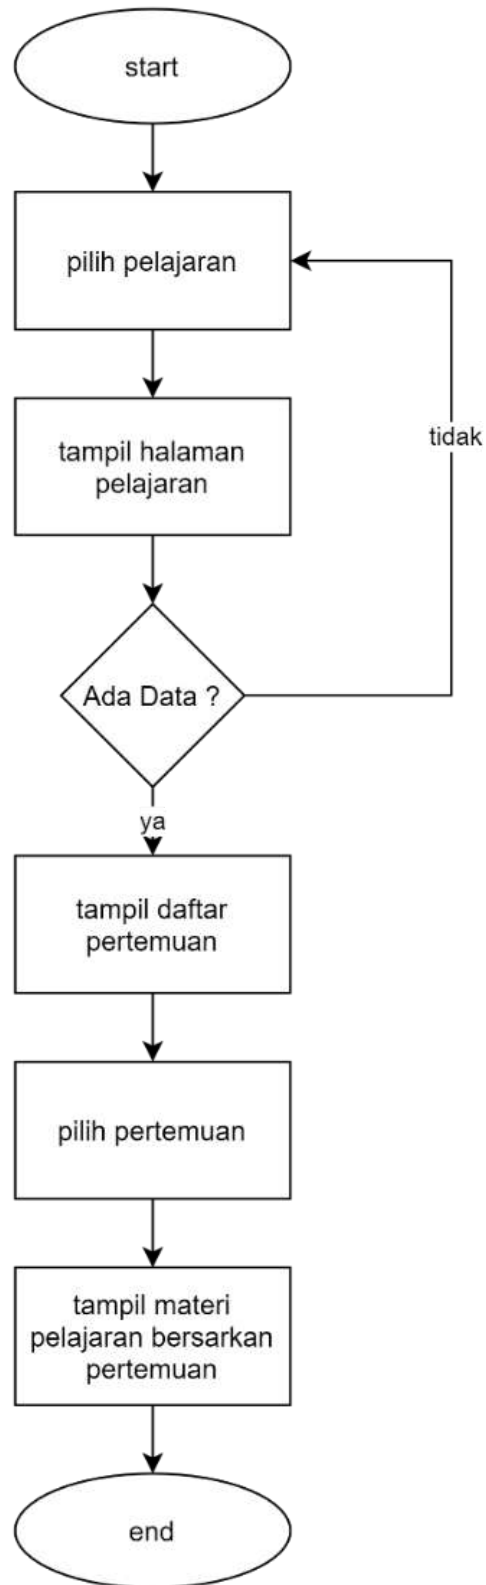 start
pilih pelajaran
tampil halaman
pelajaran
tidak
Ada Data ?
ya
tampil daftar
pertemuan
pilih pertemuan
tampil materi
pelajaran bersarkan
pertemuan
end